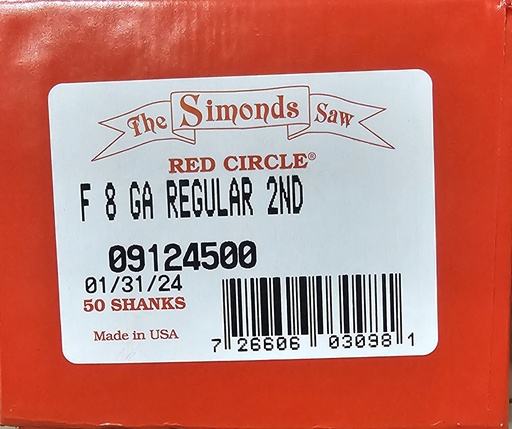 The Simonds Saw
RED CIRCLE®
F 8 GA REGULAR 2ND
09124500
01/31/24
50 SHANKS
Made in USA
7 26606 03098 1